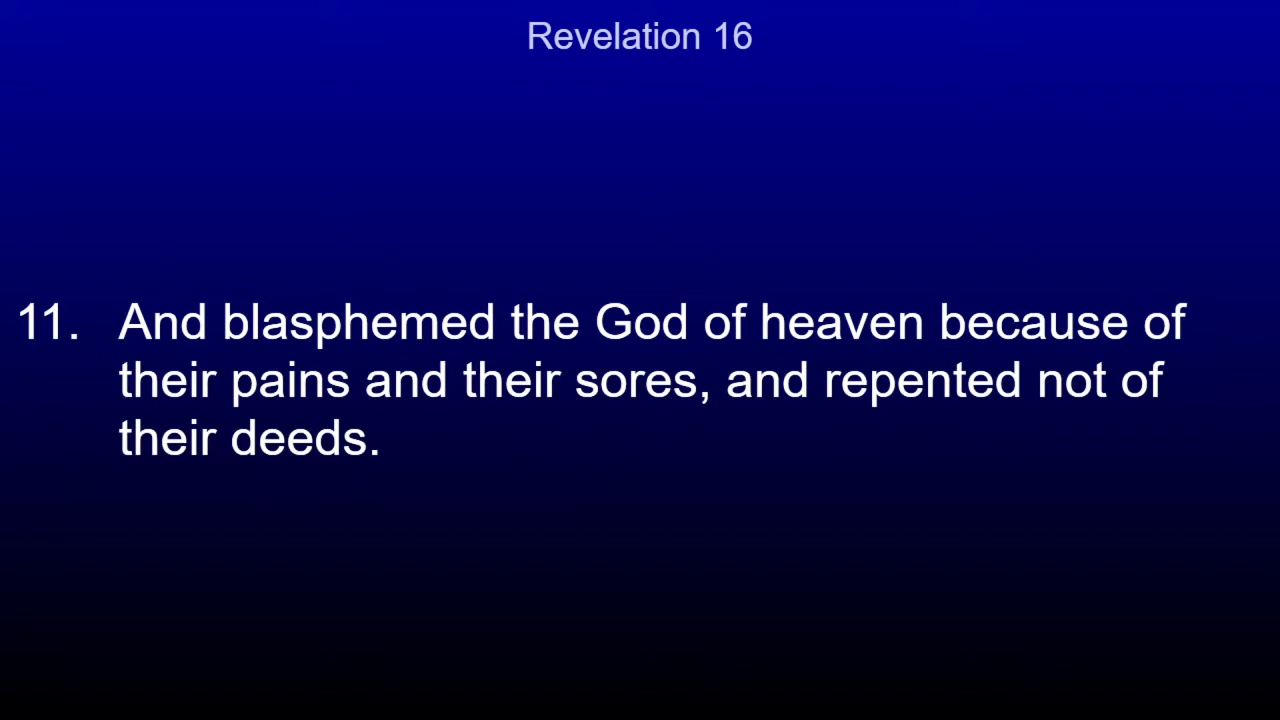 Revelation 16
11. And blasphemed the God of heaven because of
their pains and their sores, and repented not of
their deeds.